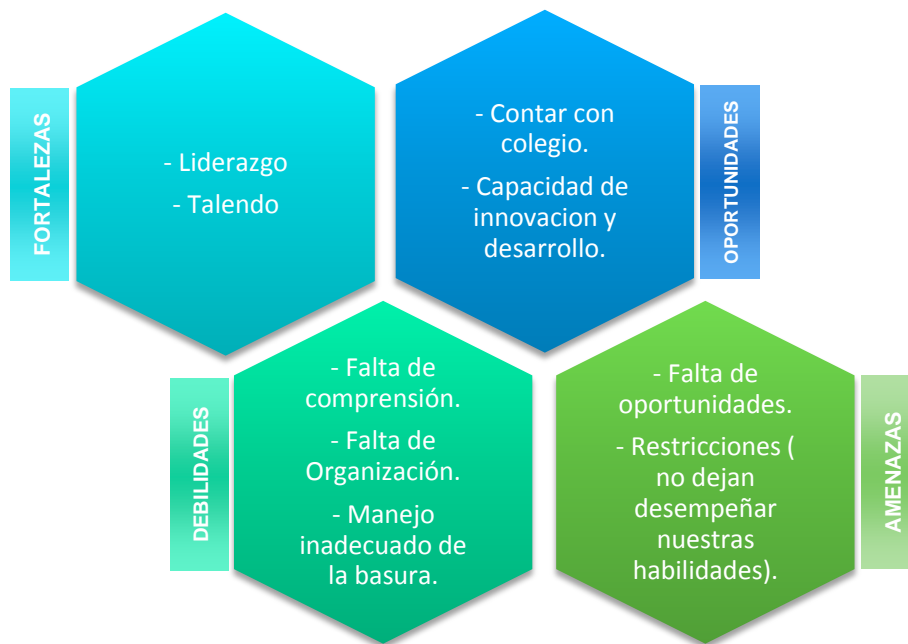 FORTALEZAS
- Liderazgo
- Talendo
- Contar con
colegio.
- Capacidad de
innovacion y
desarrollo.
OPORTUNIDADES
DEBILIDADES
- Falta de
comprensión.
- Falta de
Organización.
- Manejo
inadecuado de
la basura.
- Falta de
oportunidades.
- Restricciones (
no dejan
desempeñar
nuestras
habilidades).
AMENAZAS